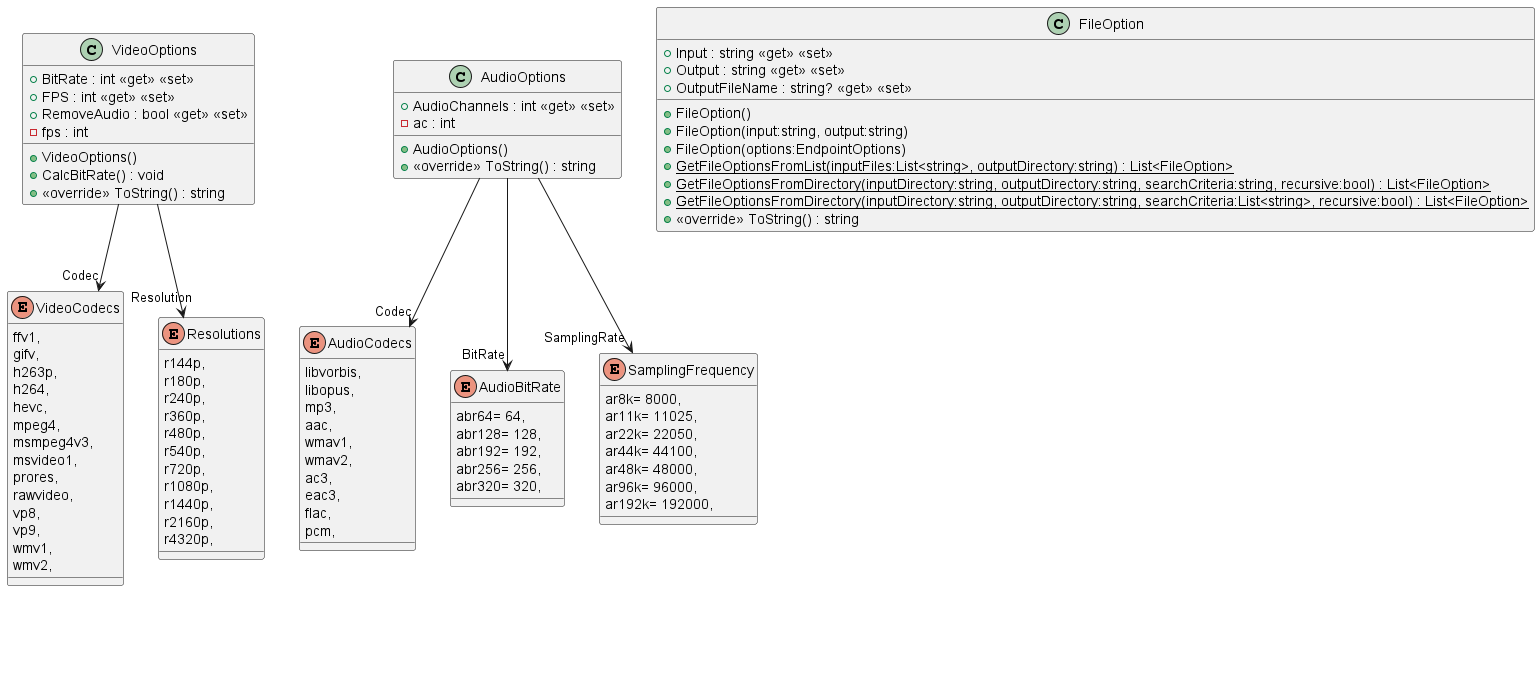 C VideoOptions
BitRate : int «get» «set»
FPS : int «get» «set»
RemoveAudio : bool «get» «set»
fps : int
VideoOptions()
CalcBitRate() : void
«override» ToString() : string
C AudioOptions
AudioChannels : int «get» «set»
ac : int
AudioOptions()
«override» ToString() : string
C FileOption
Input : string «get» «set»
Output : string «get» «set»
OutputFileName : string? «get» «set»
FileOption()
FileOption(input:string, output:string)
FileOption(options:EndpointOptions)
GetFileOptionsFromList(inputFiles:List<string>, outputDirectory:string) : List<FileOption>
GetFileOptionsFromDirectory(inputDirectory:string, outputDirectory:string, searchCriteria:string, recursive:bool) : List<FileOption>
GetFileOptionsFromDirectory(inputDirectory:string, outputDirectory:string, searchCriteria:List<string>, recursive:bool) : List<FileOption>
«override» ToString() : string
Codec
Resolution
Codec
BitRate
SamplingRate
E VideoCodecs
ffv1,
gifv,
h263p,
h264,
hevc,
mpeg4,
msmpeg4v3,
msvideo1,
prores,
rawvideo,
vp8,
vp9,
wmv1,
wmv2,
E Resolutions
r144p,
r180p,
r240p,
r360p,
r480p,
r540p,
r720p,
r1080p,
r1440p,
r2160p,
r4320p,
E AudioCodecs
libvorbis,
libopus,
mp3,
aac,
wmav1,
wmav2,
ac3,
eac3,
flac,
pcm,
E AudioBitRate
abr64= 64,
abr128= 128,
abr192= 192,
abr256= 256,
abr320= 320,
E SamplingFrequency
ar8k= 8000,
ar11k= 11025,
ar22k= 22050,
ar44k= 44100,
ar48k= 48000,
ar96k= 96000,
ar192k= 192000,